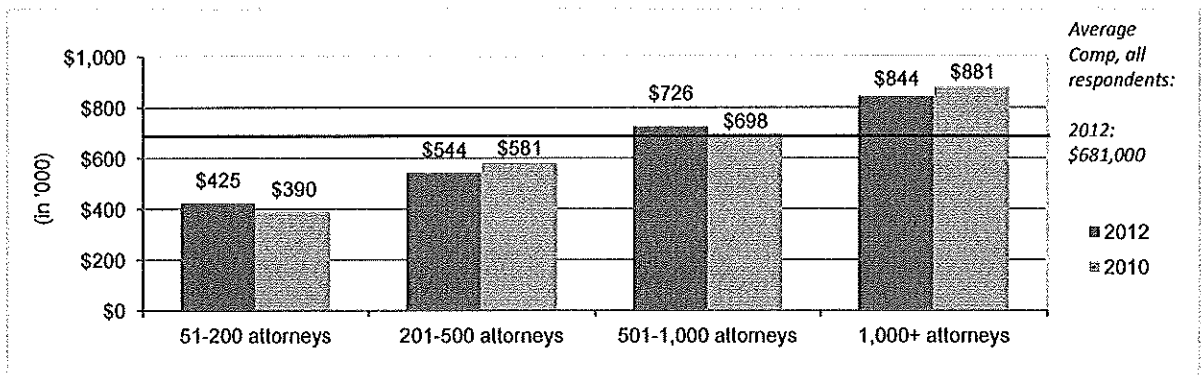 Average
Comp, all
respondents:
2012:
$681,000
(in '000)
$1,000
$800
$600
$400
$200
$0
$425
$390
$544
$581
$726
$698
$844
$881
51-200 attorneys
201-500 attorneys
501-1,000 attorneys
1,000+ attorneys
2012
2010